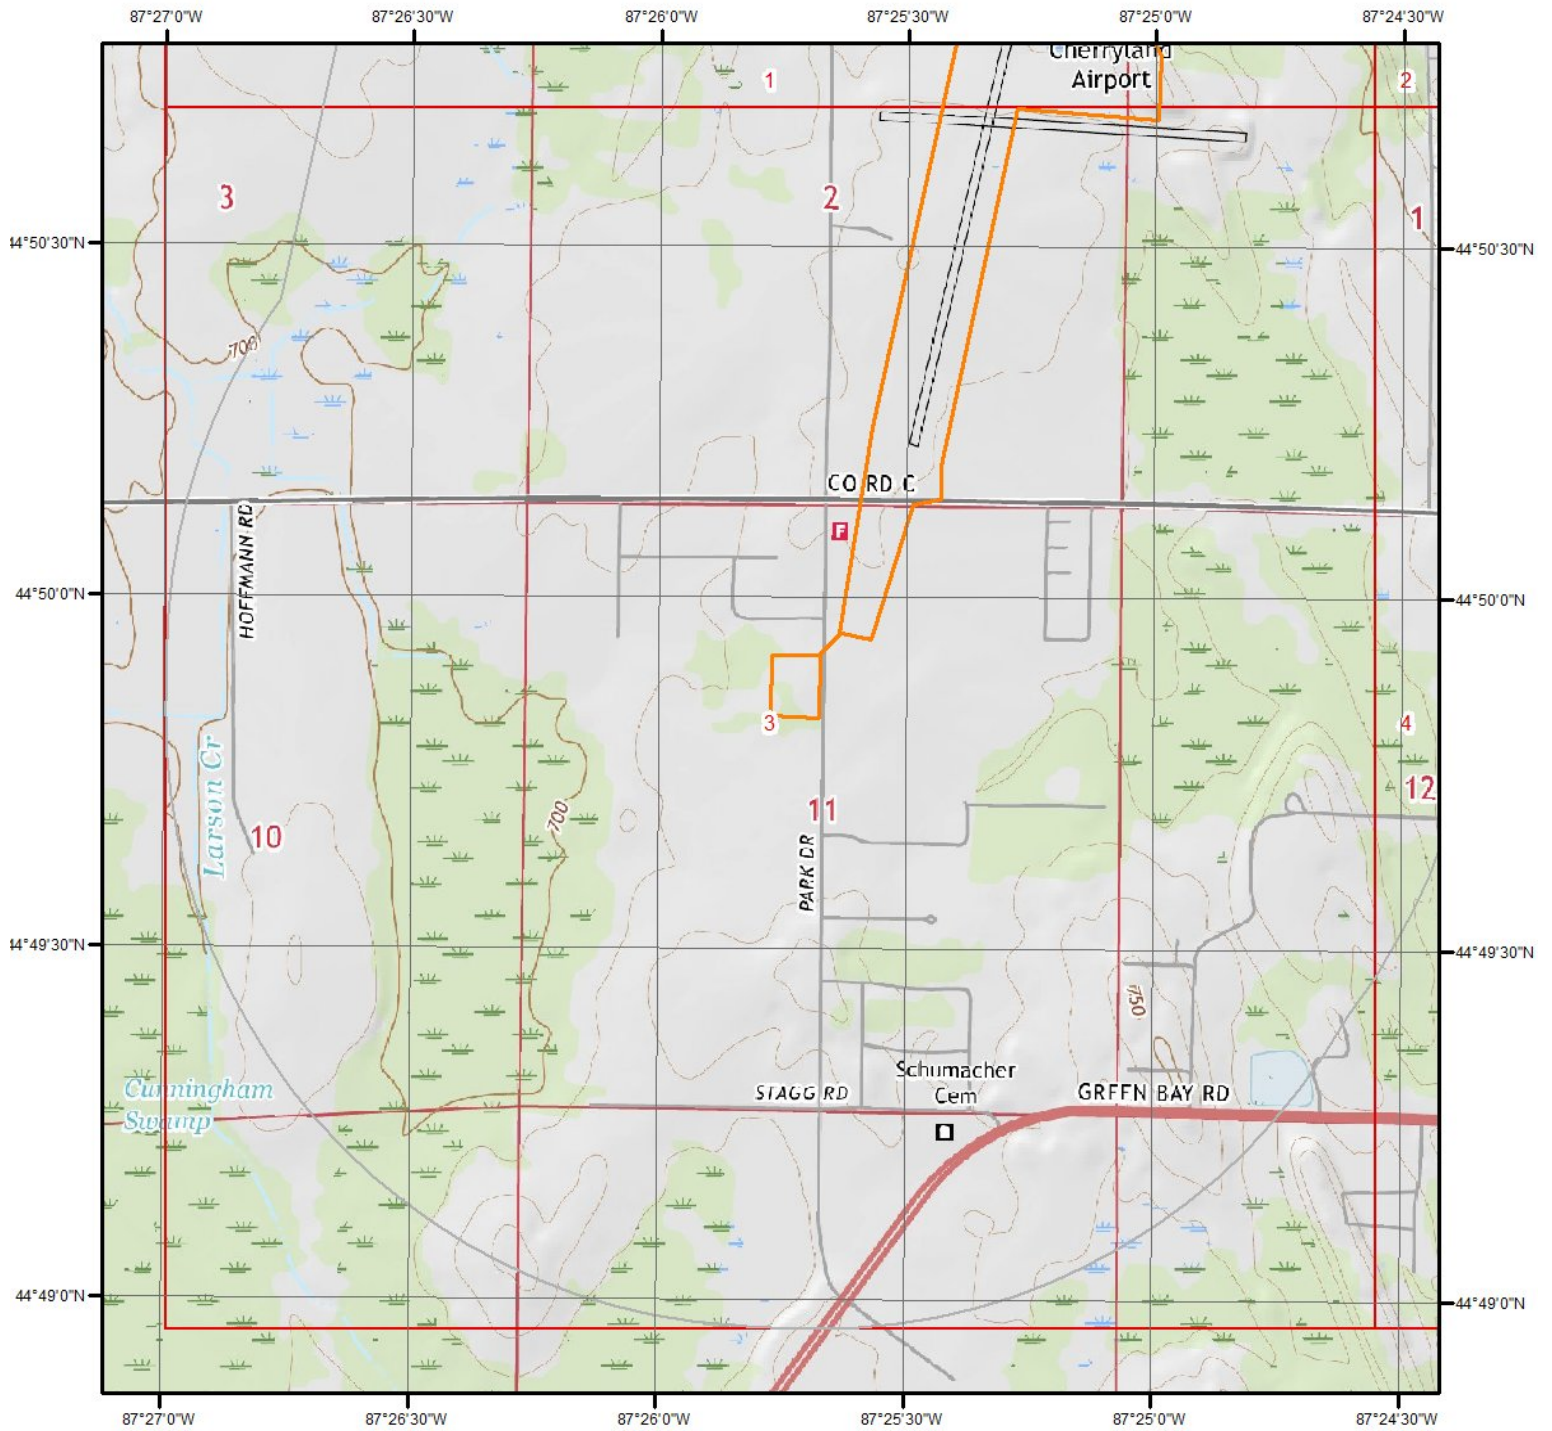 87°27'0"W 87°26'30"W 87°26'0"W 87°25'30"W 87°25'0"W 87°24'30"W
Cherryland
Airport
1
2
3
2
1
44°50'30"N
44°50'30"N
700
CO RD C
F
HOFFMANN RD
44°50'0"N
44°50'0"N
3
4
Larson Cr
700
10
11
12
PARK DR
44°49'30"N
44°49'30"N
750
Cunningham
Swamp
STAGG RD
Schumacher
Cem
GREEN BAY RD
44°49'0"N
44°49'0"N
87°27'0"W 87°26'30"W 87°26'0"W 87°25'30"W 87°25'0"W 87°24'30"W